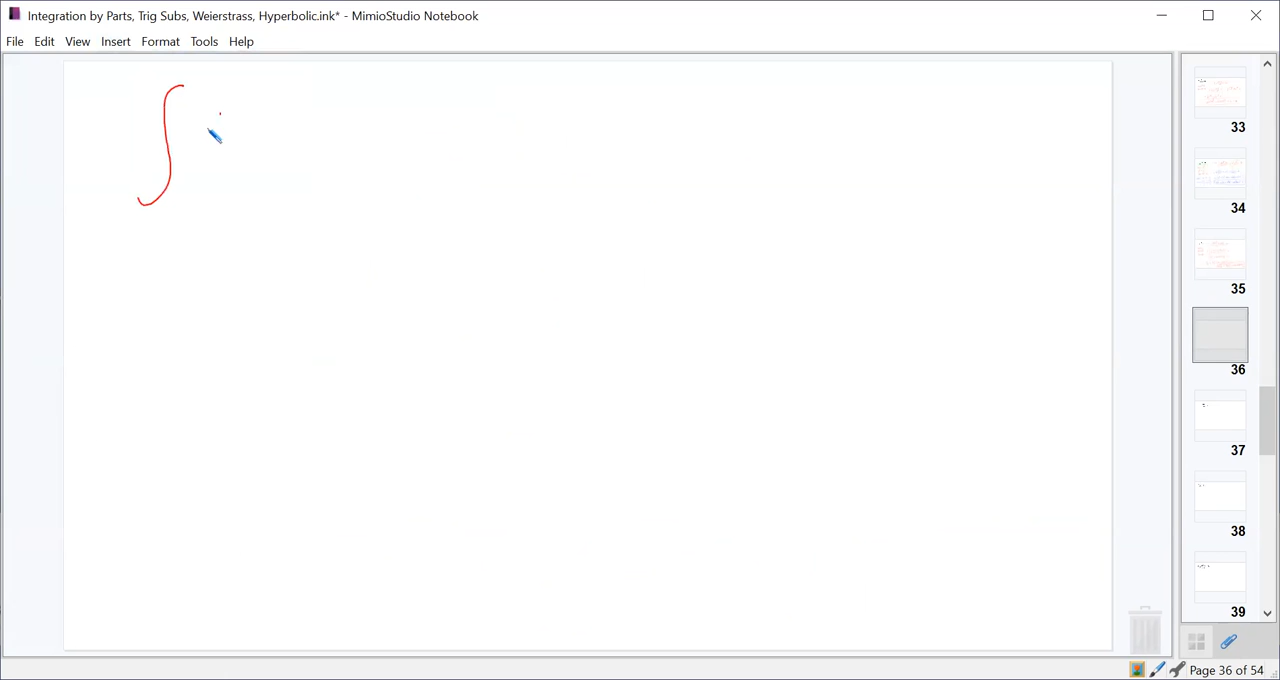 Integration by Parts, Trig Subs, Weierstrass, Hyperbolic.ink* - MimioStudio Notebook
File Edit View Insert Format Tools Help
∫
33
34
35
36
37
38
39
Page 36 of 54